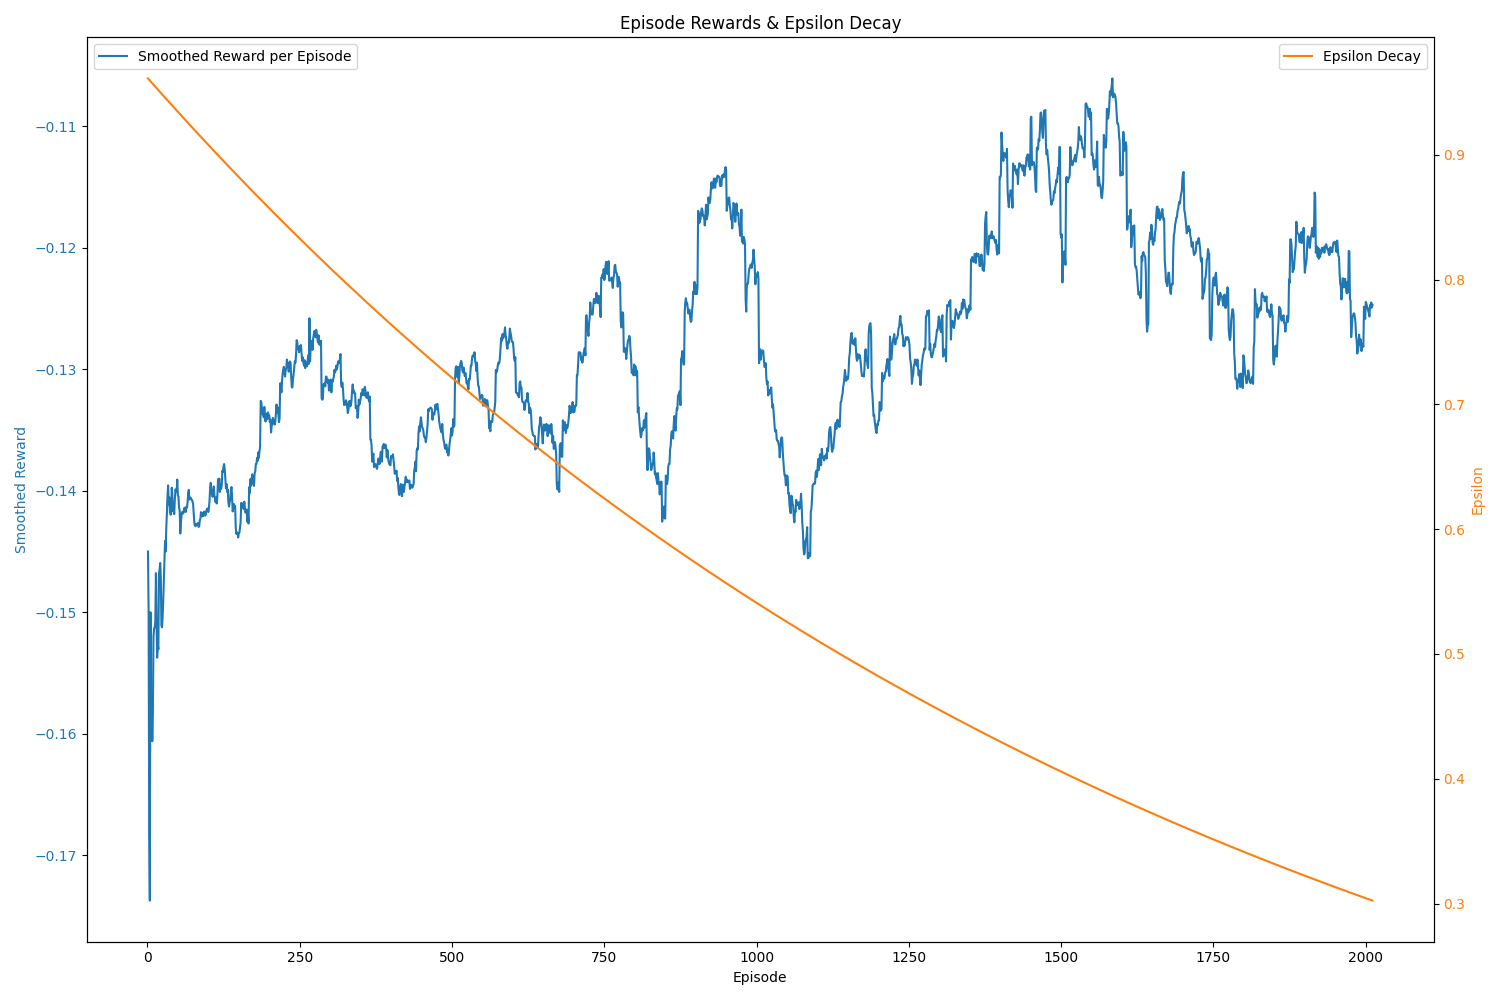 Episode Rewards & Epsilon Decay
Smoothed Reward per Episode
Epsilon Decay
Smoothed Reward
−0.11
−0.12
−0.13
−0.14
−0.15
−0.16
−0.17
0.9
0.8
0.7
0.6
0.5
0.4
0.3
Epsilon
0 250 500 750 1000 1250 1500 1750 2000
Episode